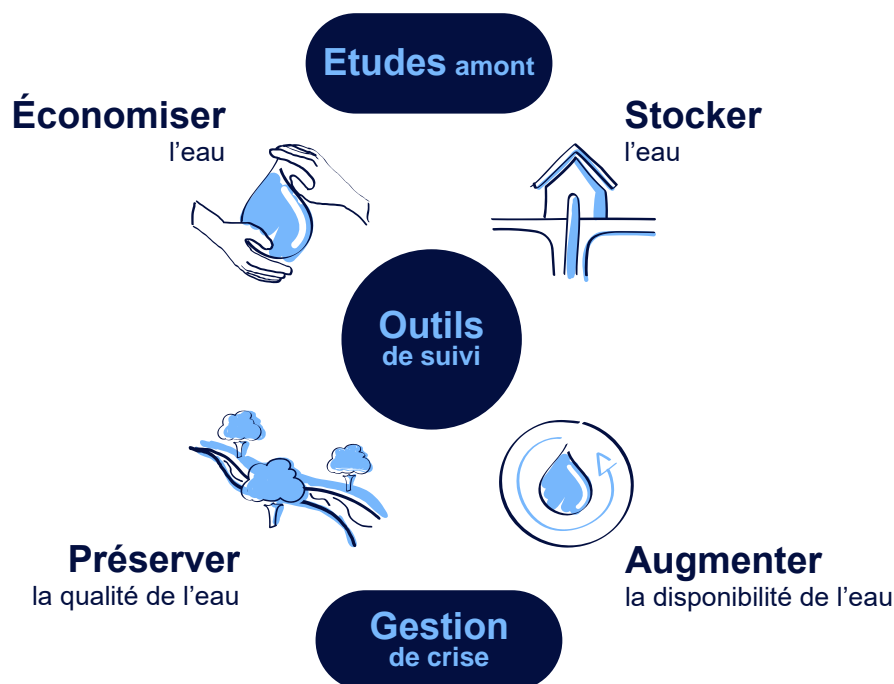 Etudes amont
Économiser
l’eau
Stocker
l’eau
Outils
de suivi
Préserver
la qualité de l’eau
Augmenter
la disponibilité de l’eau
Gestion
de crise